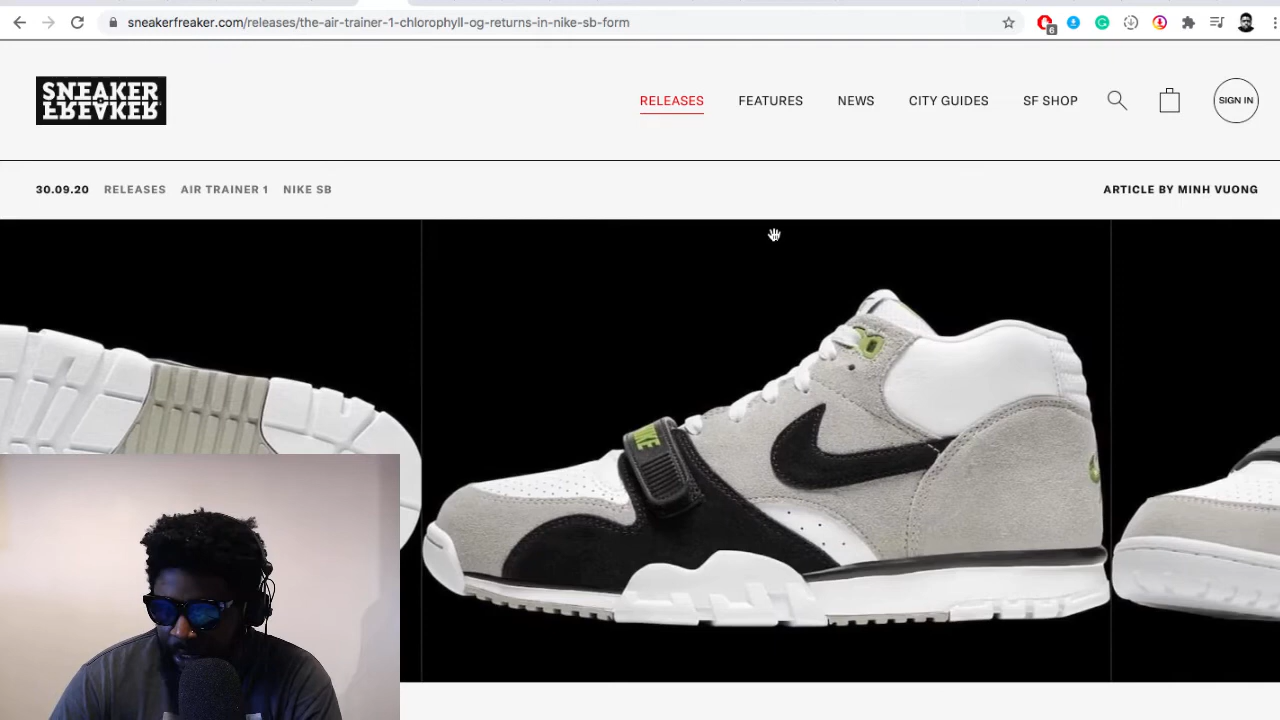 sneakerfreaker.com/releases/the-air-trainer-1-chlorophyll-og-returns-in-nike-sb-form
6
SNEAKER
FREAKER
RELEASES FEATURES NEWS CITY GUIDES SF SHOP SIGN IN
30.09.20 RELEASES AIR TRAINER 1 NIKE SB ARTICLE BY MINH VUONG
NIKE